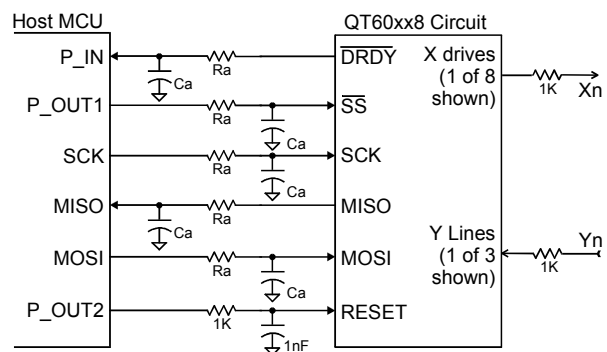 Host MCU
QT60xx8 Circuit
P_IN
Ca
Ra
DRDY
X drives
(1 of 8
shown)
1K
Xn
P_OUT1
Ra
Ca
SS
SCK
Ra
Ca
SCK
MISO
Ca
Ra
MISO
MOSI
Ra
Ca
MOSI
Y Lines
(1 of 3
shown)
1K
Yn
P_OUT2
1K
1nF
RESET